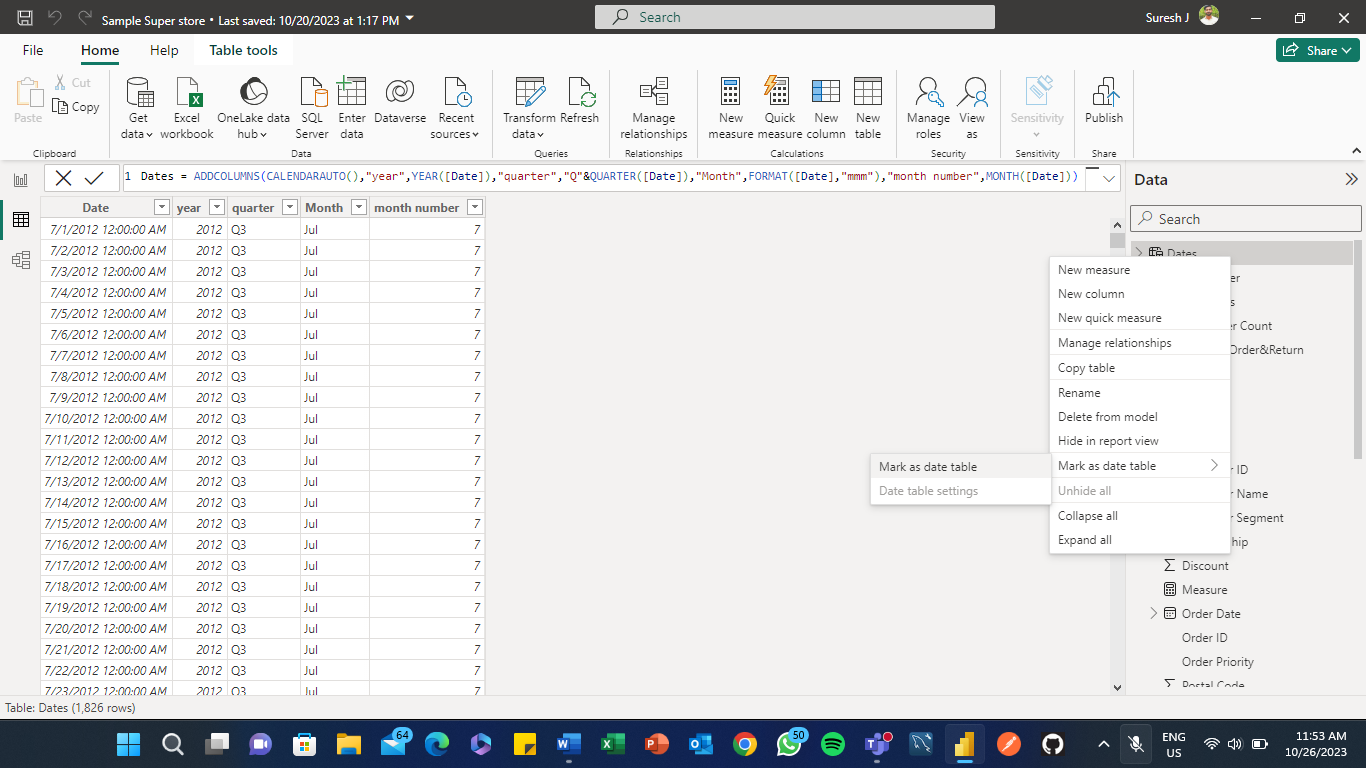 Sample Super store • Last saved: 10/20/2023 at 1:17 PM
Search
Suresh J
File Home Help Table tools
Share
Paste
Cut
Copy
Get data
Excel workbook
OneLake data hub
SQL Server
Enter data
Dataverse
Recent sources
Transform data
Refresh
Manage relationships
New measure
Quick measure
New column
New table
Manage roles
View as
Sensitivity
Publish
Clipboard Data Queries Relationships Calculations Security Sensitivity Share
1 Dates = ADDCOLUMNS(CALENDARAUTO(),"year",YEAR([Date]),"quarter","Q"&QUARTER([Date]),"Month",FORMAT([Date],"mmm"),"month number",MONTH([Date]))
Date year quarter Month month number
7/1/2012 12:00:00 AM 2012 Q3 Jul 7
7/2/2012 12:00:00 AM 2012 Q3 Jul 7
7/3/2012 12:00:00 AM 2012 Q3 Jul 7
7/4/2012 12:00:00 AM 2012 Q3 Jul 7
7/5/2012 12:00:00 AM 2012 Q3 Jul 7
7/6/2012 12:00:00 AM 2012 Q3 Jul 7
7/7/2012 12:00:00 AM 2012 Q3 Jul 7
7/8/2012 12:00:00 AM 2012 Q3 Jul 7
7/9/2012 12:00:00 AM 2012 Q3 Jul 7
7/10/2012 12:00:00 AM 2012 Q3 Jul 7
7/11/2012 12:00:00 AM 2012 Q3 Jul 7
7/12/2012 12:00:00 AM 2012 Q3 Jul 7
7/13/2012 12:00:00 AM 2012 Q3 Jul 7
7/14/2012 12:00:00 AM 2012 Q3 Jul 7
7/15/2012 12:00:00 AM 2012 Q3 Jul 7
7/16/2012 12:00:00 AM 2012 Q3 Jul 7
7/17/2012 12:00:00 AM 2012 Q3 Jul 7
7/18/2012 12:00:00 AM 2012 Q3 Jul 7
7/19/2012 12:00:00 AM 2012 Q3 Jul 7
7/20/2012 12:00:00 AM 2012 Q3 Jul 7
7/21/2012 12:00:00 AM 2012 Q3 Jul 7
7/22/2012 12:00:00 AM 2012 Q3 Jul 7
7/23/2012 12:00:00 AM 2012 Q3 Jul 7
Mark as date table
Date table settings
New measure
New column
New quick measure
Manage relationships
Copy table
Rename
Delete from model
Hide in report view
Mark as date table
Unhide all
Collapse all
Expand all
Data
Search
Dates
er
s
r Count
Order&Return
r ID
r Name
r Segment
hip
Discount
Measure
Order Date
Order ID
Order Priority
Postal Code
Table: Dates (1,826 rows)
64
50
ENG
US
11:53 AM
10/26/2023